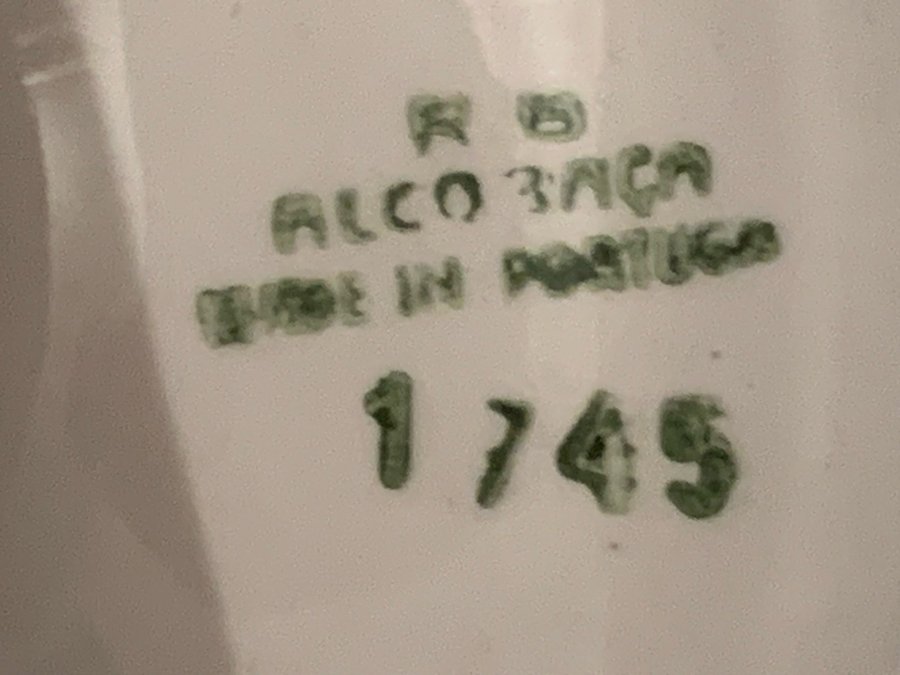 R B
ALCOBAÇA
MADE IN PORTUGAL
1745